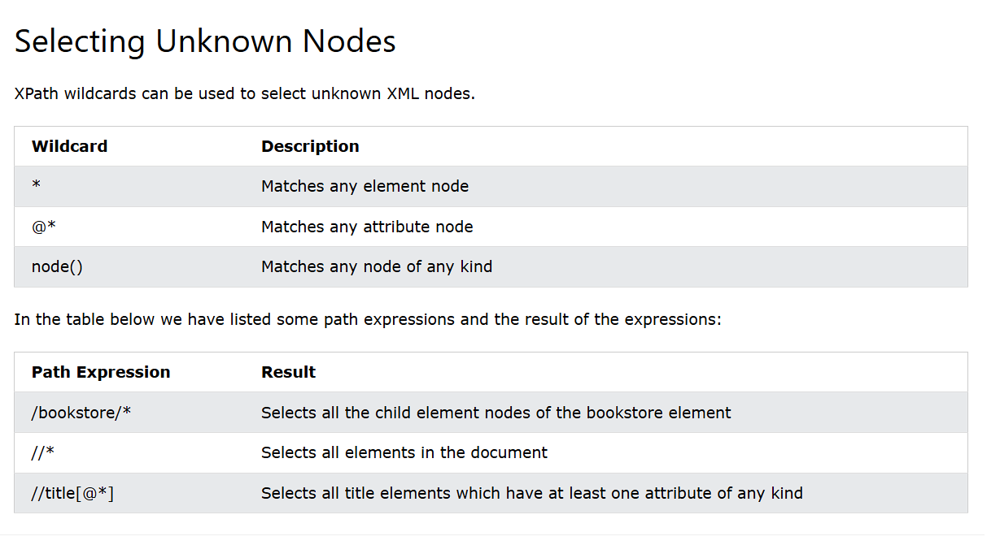 Selecting Unknown Nodes
XPath wildcards can be used to select unknown XML nodes.
Wildcard Description
* Matches any element node
@* Matches any attribute node
node() Matches any node of any kind
In the table below we have listed some path expressions and the result of the expressions:
Path Expression Result
/bookstore/* Selects all the child element nodes of the bookstore element
//* Selects all elements in the document
//title[@*] Selects all title elements which have at least one attribute of any kind